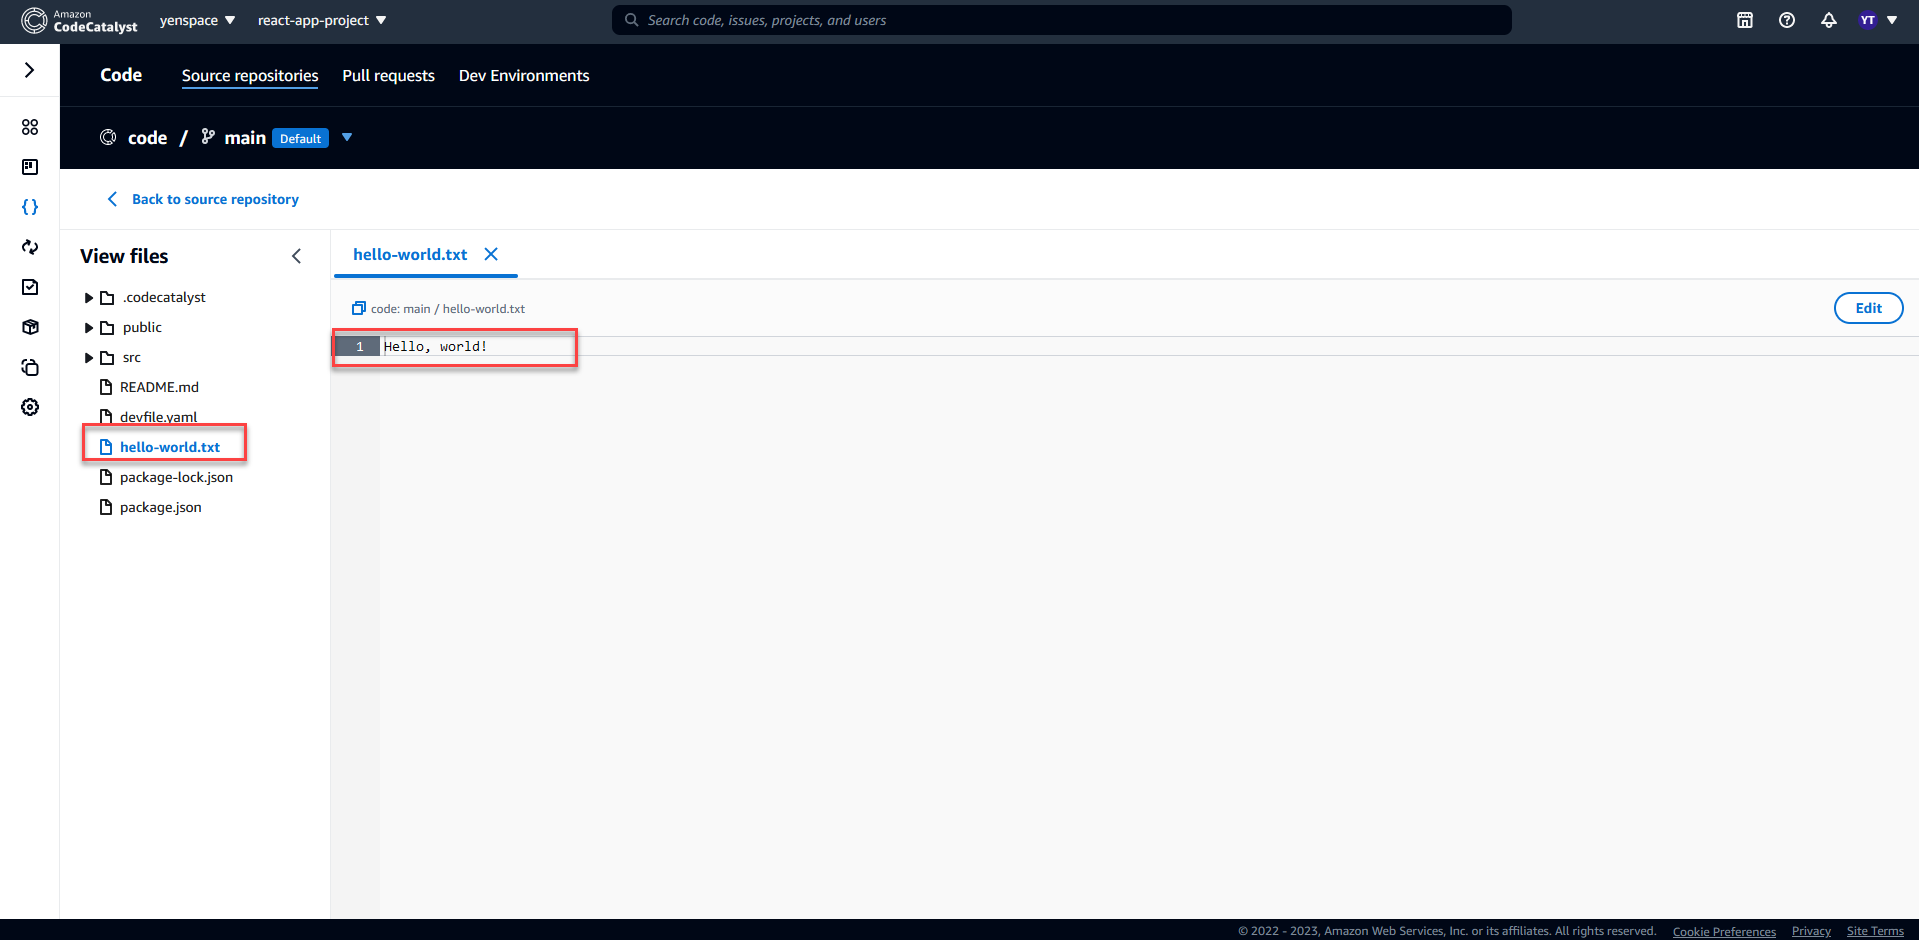 Amazon
CodeCatalyst
yenspace
react-app-project
Search code, issues, projects, and users
YT
Code
Source repositories
Pull requests
Dev Environments
code / main Default
Back to source repository
View files
.codecatalyst
public
src
README.md
devfile.yaml
hello-world.txt
package-lock.json
package.json
hello-world.txt
code: main / hello-world.txt
Edit
1 Hello, world!
© 2022 - 2023, Amazon Web Services, Inc. or its affiliates. All rights reserved. Cookie Preferences Privacy Site Terms